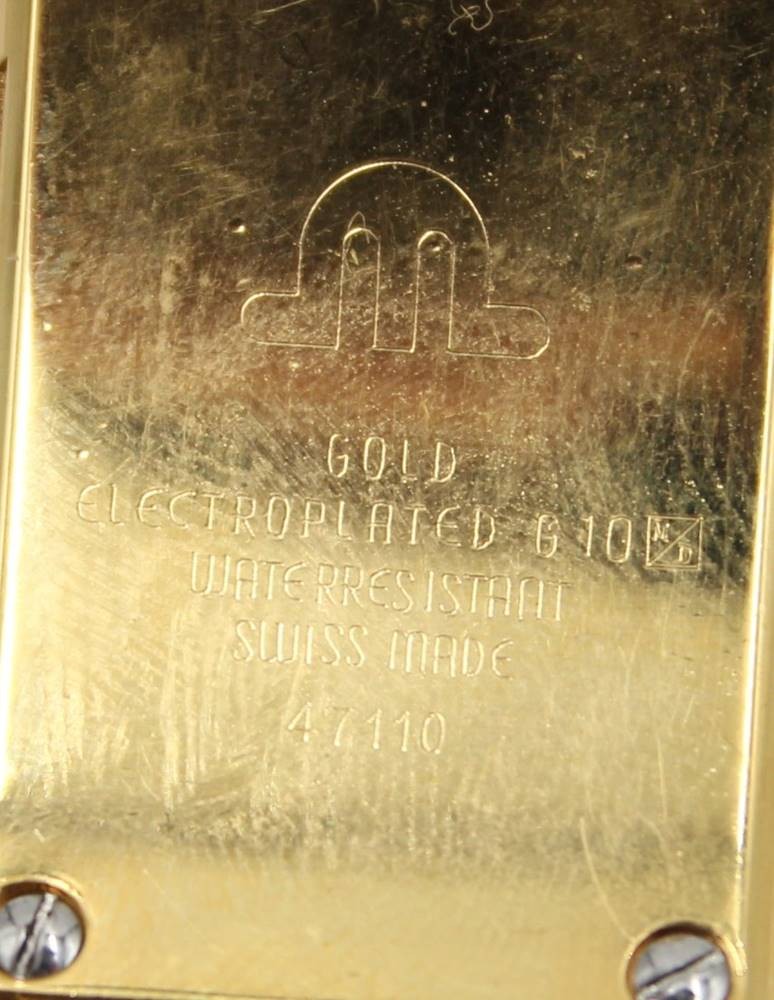 GOLD
ELECTROPLATED G 10 M D
WATERRESISTANT
SWISS MADE
47110